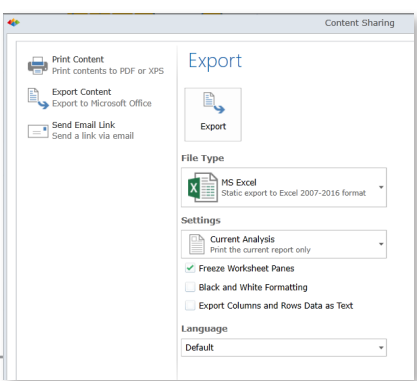 Content Sharing
Print Content
Print contents to PDF or XPS
Export Content
Export to Microsoft Office
Send Email Link
Send a link via email
Export
Export
File Type
MS Excel
Static export to Excel 2007-2016 format
Settings
Current Analysis
Print the current report only
Freeze Worksheet Panes
Black and White Formatting
Export Columns and Rows Data as Text
Language
Default